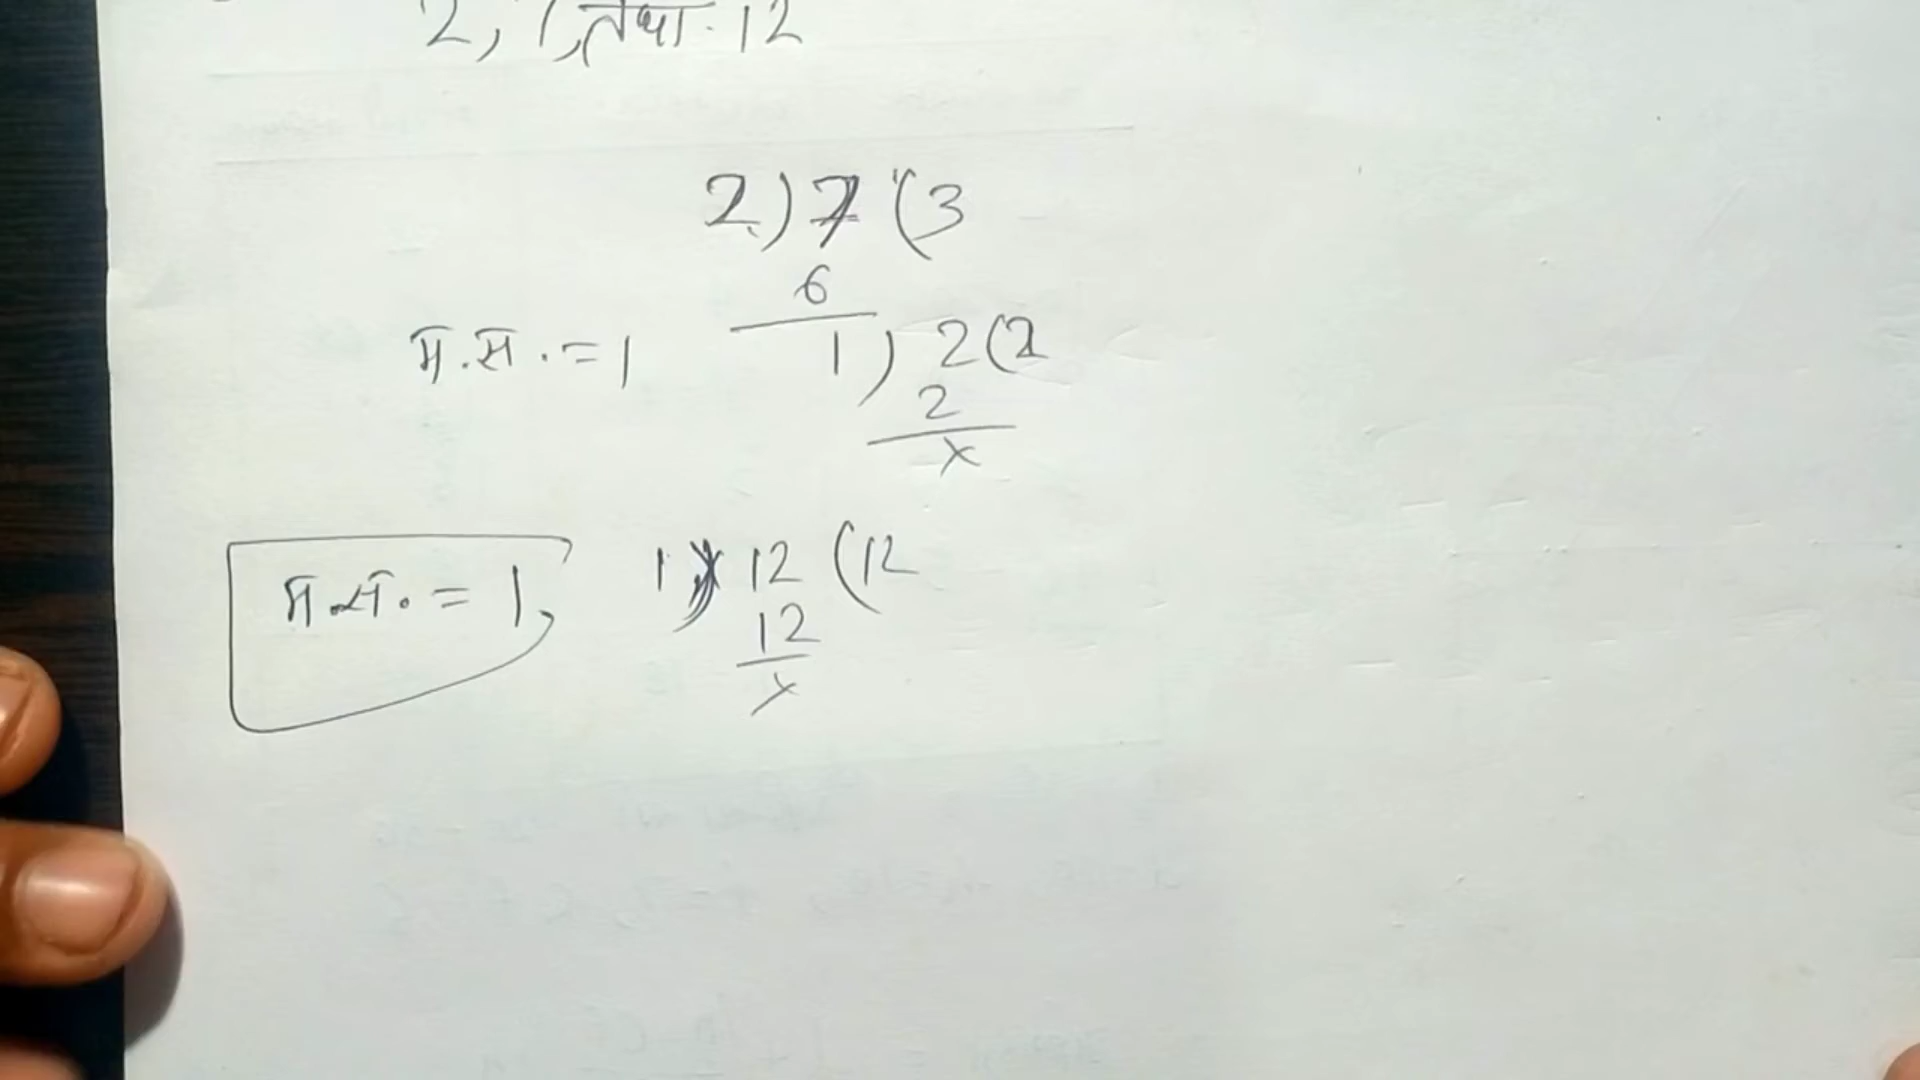 2, 7, तथा 12
2) 7 (3
6
म.स. = 1
1) 2 (2
2
x
म.स. = 1,
1) 12 (12
12
x